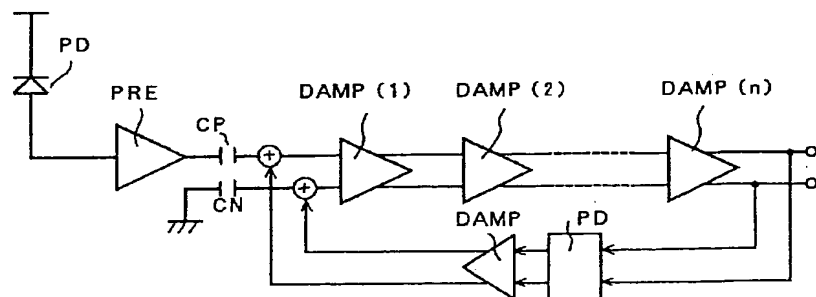 PD
PRE
CP
DAMP (1)
DAMP (2)
DAMP (n)
CN
DAMP
PD